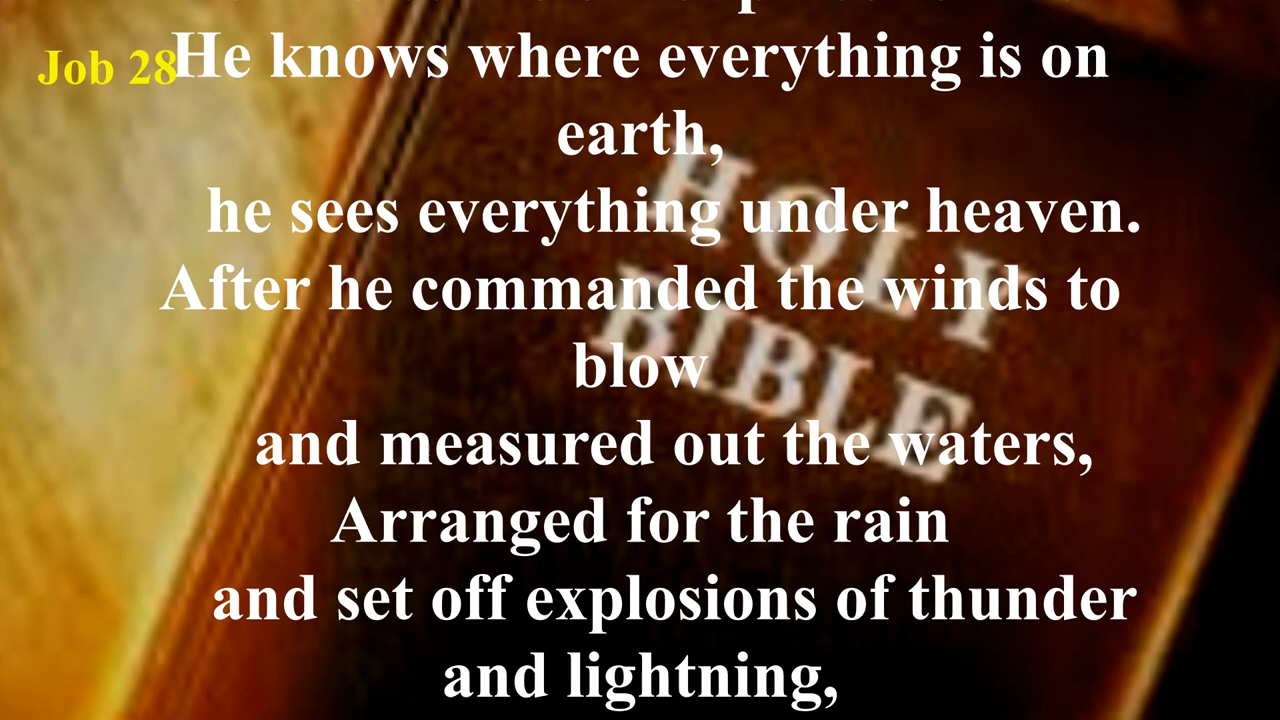 Job 28
He knows where everything is on
earth,
he sees everything under heaven.
After he commanded the winds to
blow
and measured out the waters,
Arranged for the rain
and set off explosions of thunder
and lightning,
HOLY
BIBLE